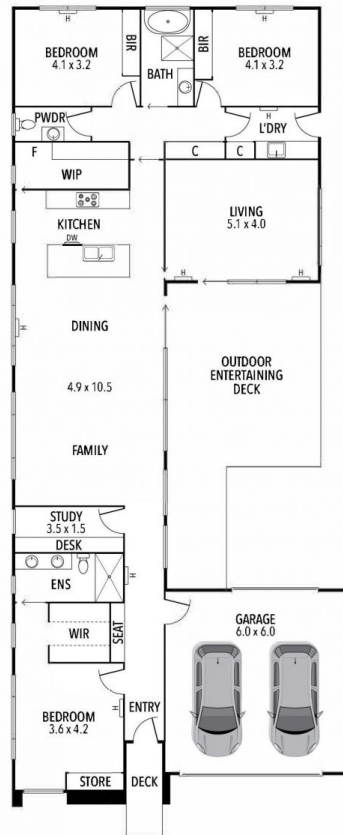 BEDROOM
4.1 x 3.2
BIR
BATH
BIR
BEDROOM
4.1 x 3.2
H
H
H
PWDR
H
L'DRY
F
C
C
WIP
KITCHEN
DW
LIVING
5.1 x 4.0
H
H
H
DINING
4.9 x 10.5
FAMILY
OUTDOOR
ENTERTAINING
DECK
STUDY
3.5 x 1.5
DESK
ENS
H
WIR
SEAT
GARAGE
6.0 x 6.0
BEDROOM
3.6 x 4.2
H
ENTRY
STORE
DECK